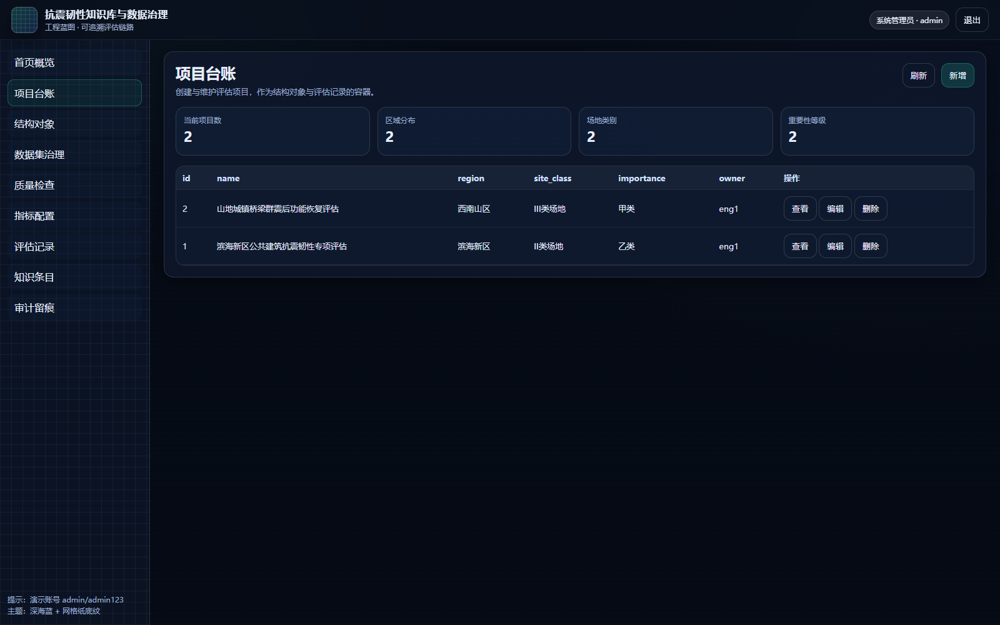 抗震韧性知识库与数据治理
工程蓝图 · 可追溯评估链路
系统管理员 · admin
退出
首页概览
项目台账
结构对象
数据集治理
质量检查
指标配置
评估记录
知识条目
审计留痕
提示：演示账号 admin/admin123
主题：深海蓝 + 网格纸底纹
项目台账
创建与维护评估项目，作为结构对象与评估记录的容器。
刷新
新增
当前项目数
2
区域分布
2
场地类别
2
重要性等级
2
id name region site_class importance owner 操作
2 山地城镇桥梁群震后功能恢复评估 西南山区 III类场地 甲类 eng1 查看 编辑 删除
1 滨海新区公共建筑抗震韧性专项评估 滨海新区 II类场地 乙类 eng1 查看 编辑 删除